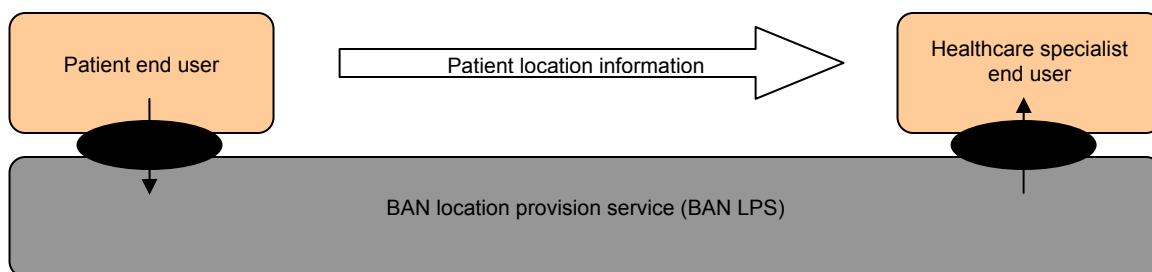 Patient end user
Patient location information
Healthcare specialist
end user
BAN location provision service (BAN LPS)